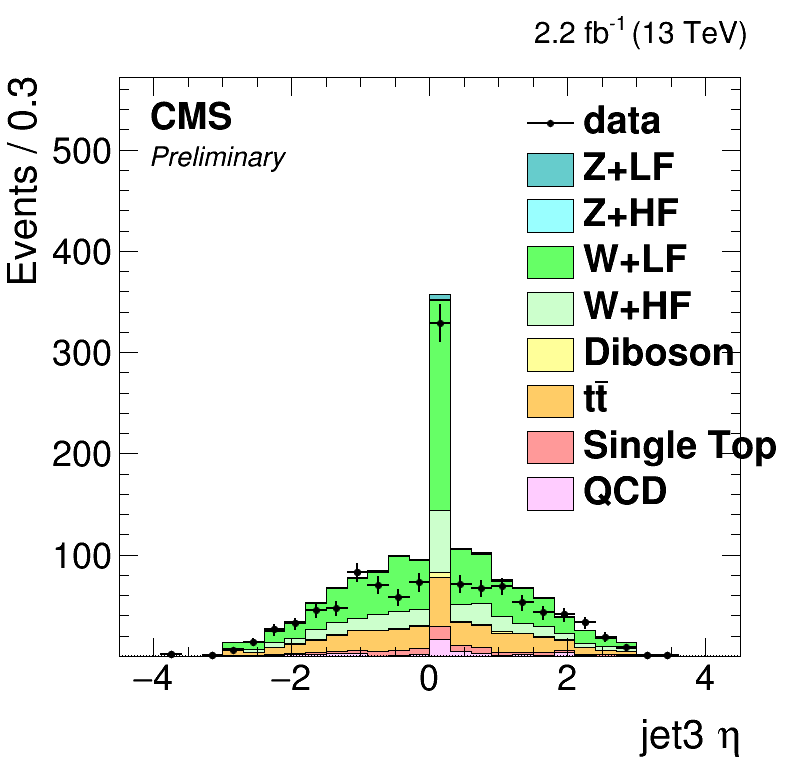 2.2 fb-1 (13 TeV)
CMS
Preliminary
Events / 0.3
500
400
300
200
100
data
Z+LF
Z+HF
W+LF
W+HF
Diboson
tt̄
Single Top
QCD
−4 −2 0 2 4
jet3 η